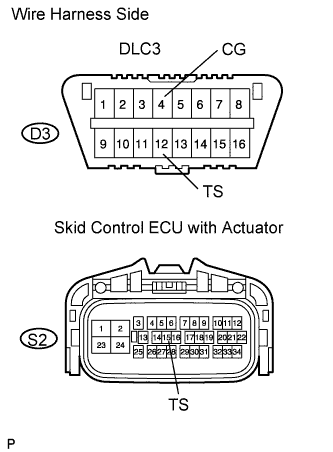 Wire Harness Side
DLC3
CG
1 2 3 4 5 6 7 8
D3
9 10 11 12 13 14 15 16
TS
Skid Control ECU with Actuator
1 2 3 4 5 6 7 8 9 10 11 12
S2
13 14 15 16 17 18 19 20 21 22
23 24 25 26 27 28 29 30 31 32 33 34
TS
P